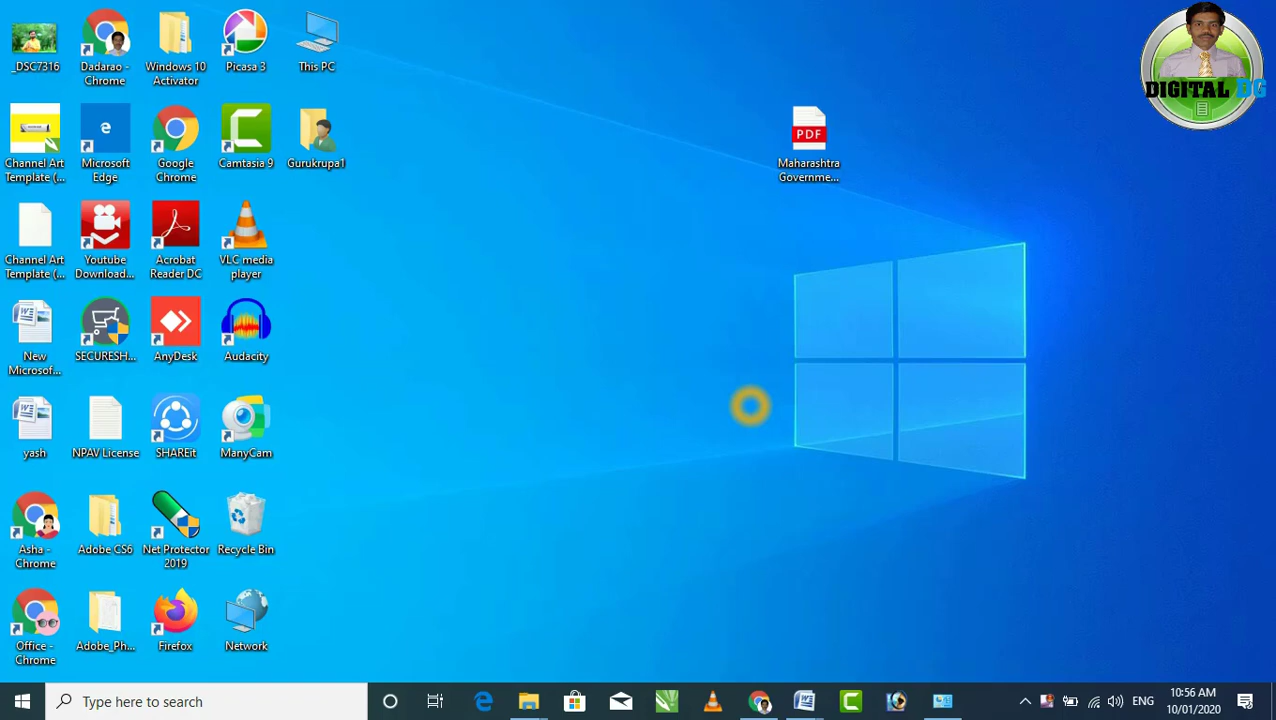 _DSC7316
Dadarao -
Chrome
Windows 10
Activator
Picasa 3
This PC
Channel Art
Template (...
Microsoft
Edge
Google
Chrome
Camtasia 9
Gurukrupa1
Channel Art
Template (...
Youtube
Download...
Acrobat
Reader DC
VLC media
player
New
Microsof...
SECURESH...
AnyDesk
Audacity
yash
NPAV License
SHAREit
ManyCam
Asha -
Chrome
Adobe CS6
Net Protector
2019
Recycle Bin
Office -
Chrome
Adobe_Ph...
Firefox
Network
PDF
Maharashtra
Governme...
DIGITAL DG
Type here to search
ENG
10:56 AM
10/01/2020